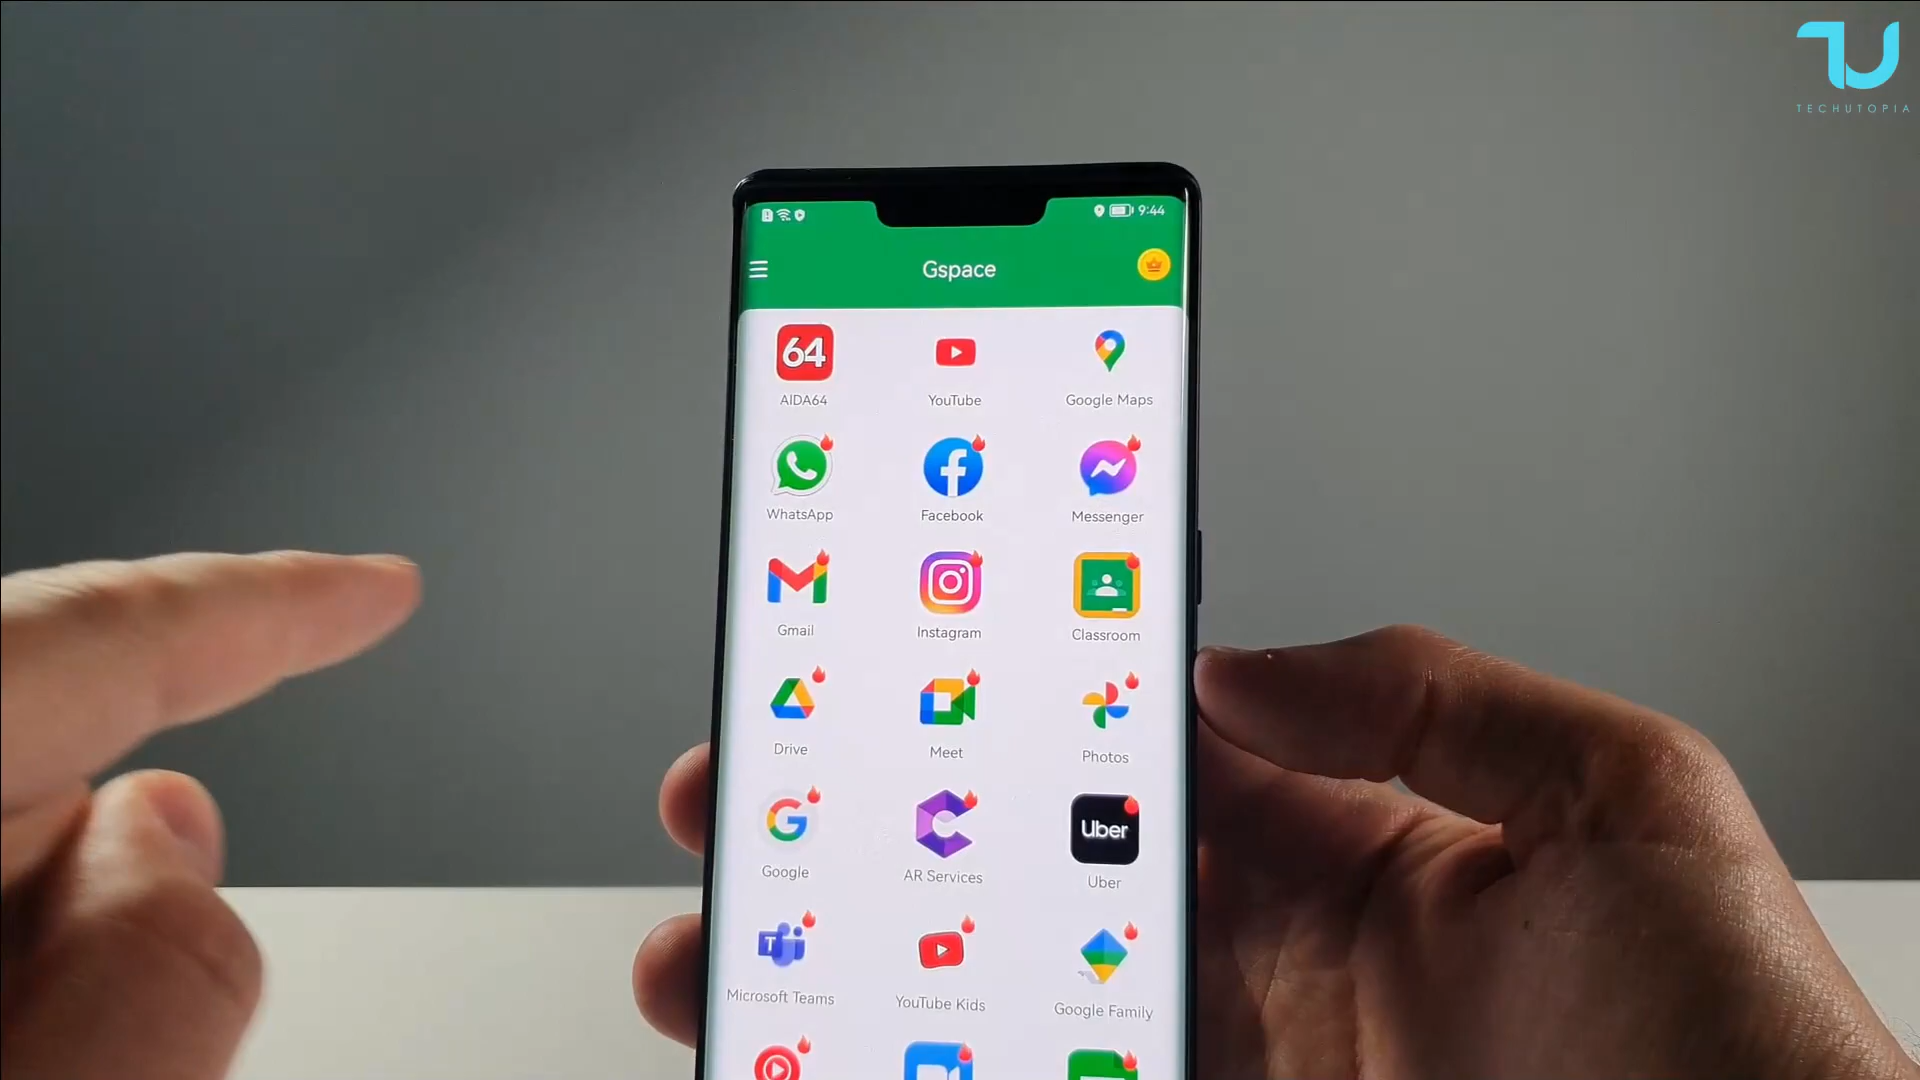 TECHUTOPIA
9:44
Gspace
64
AIDA64
YouTube
Google Maps
WhatsApp
Facebook
Messenger
Gmail
Instagram
Classroom
Drive
Meet
Photos
Uber
Google
AR Services
Uber
T
Microsoft Teams
YouTube Kids
Google Family